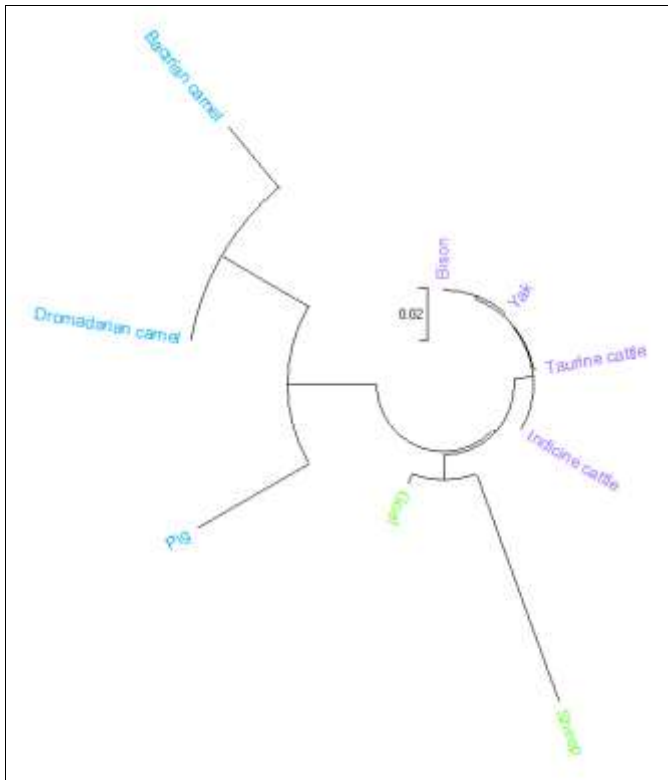 Bactrian camel
Bison
Yak
0.02
Dromadarian camel
Taurine cattle
Indicine cattle
Goat
Pig
Sheep